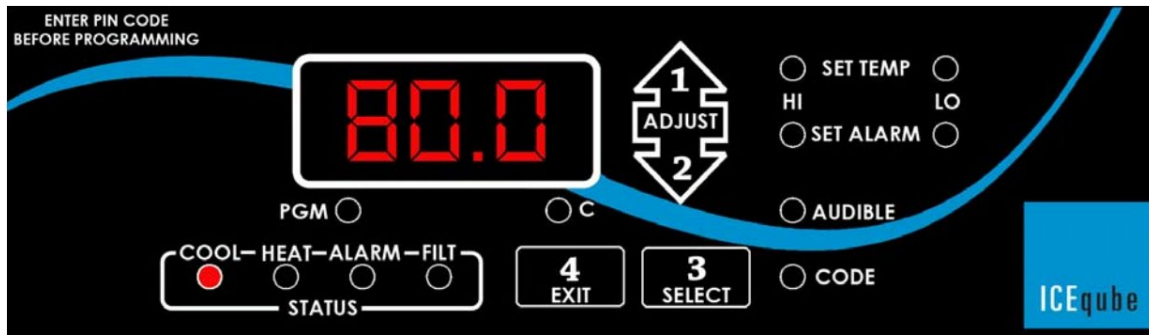 ENTER PIN CODE
BEFORE PROGRAMMING
80.0
1
ADJUST
2
SET TEMP
HI LO
SET ALARM
PGM C
AUDIBLE
COOL HEAT ALARM FILT
STATUS
4
EXIT
3
SELECT
CODE
ICEqube